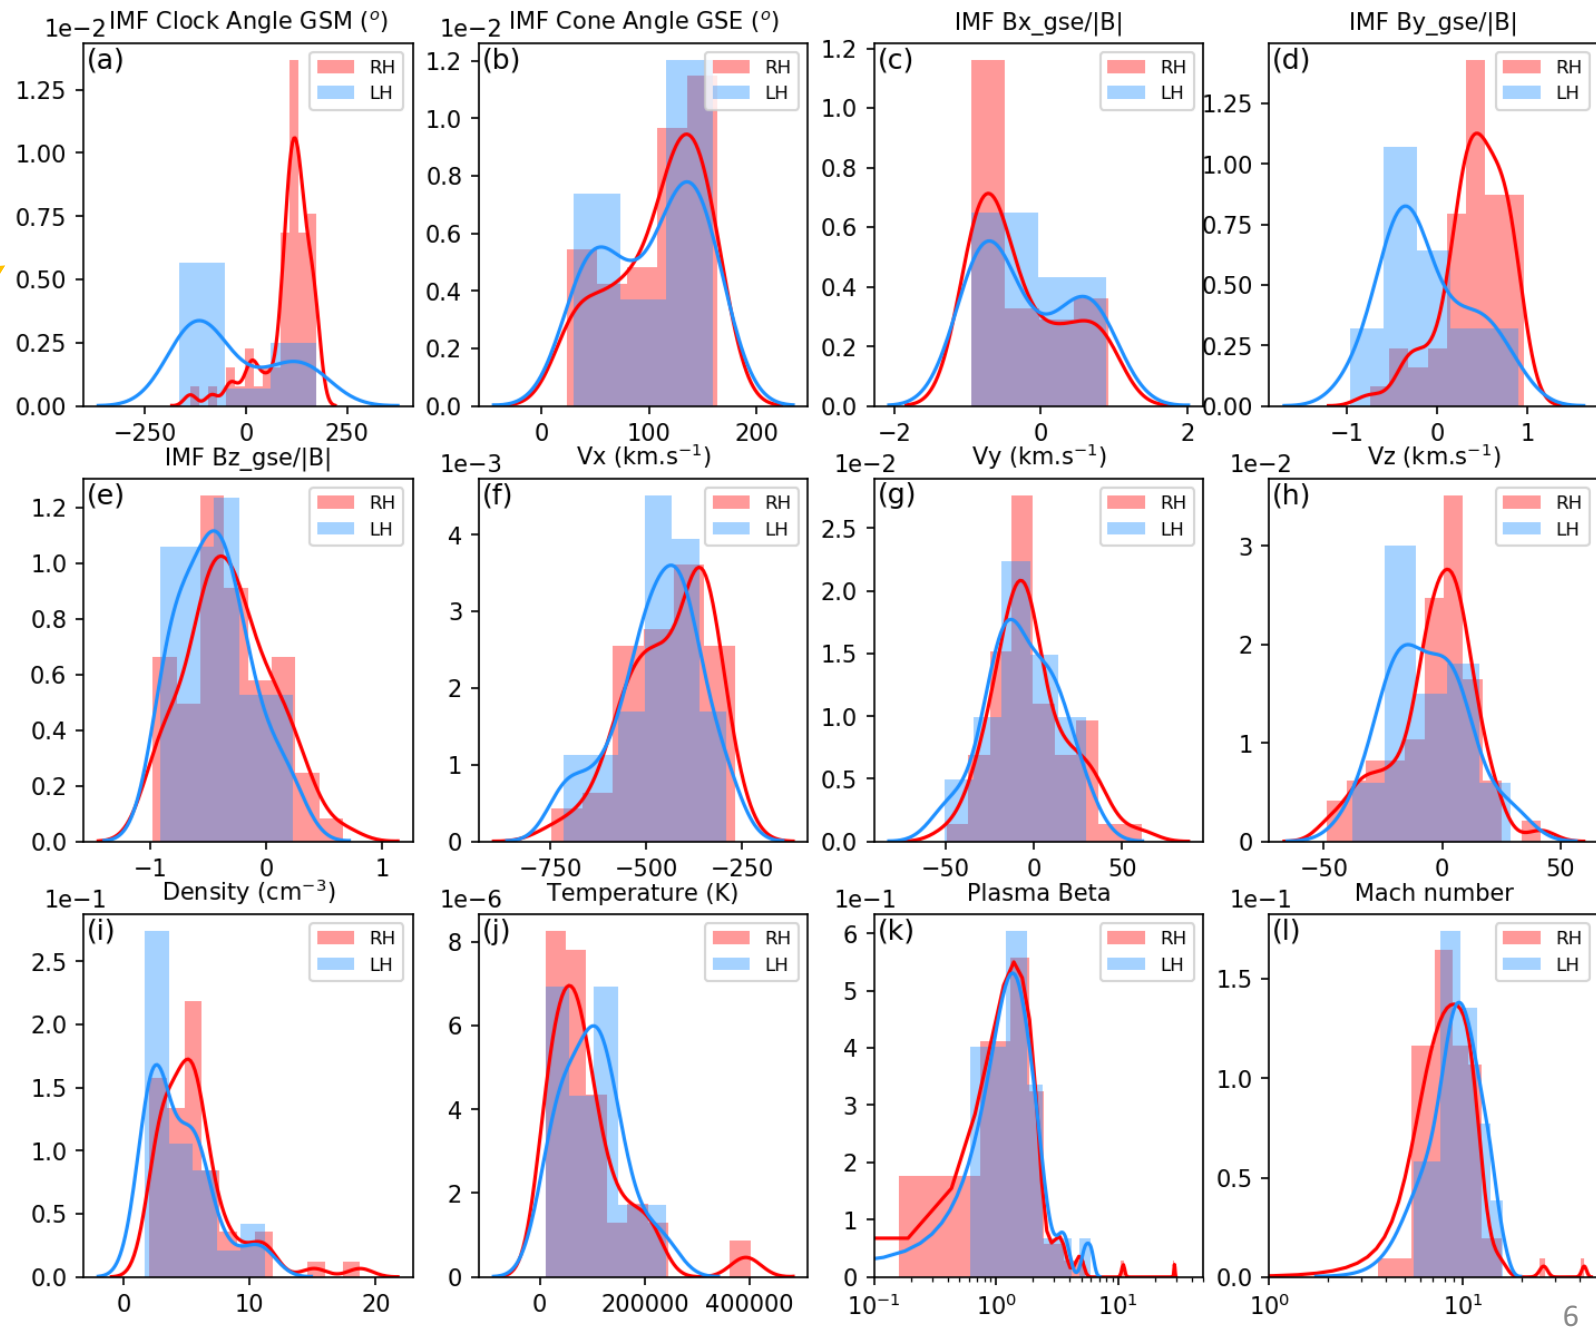 1e−2 IMF Clock Angle GSM (°)
1e−2 IMF Cone Angle GSE (°)
IMF Bx_gse/|B|
IMF By_gse/|B|
(a) RH LH
(b) RH LH
(c) RH LH
(d) RH LH
1.25 1.00 0.75 0.50 0.25 0.00
1.2 1.0 0.8 0.6 0.4 0.2 0.0
1.2 1.0 0.8 0.6 0.4 0.2 0.0
1.25 1.00 0.75 0.50 0.25 0.00
−250 0 250
0 100 200
−2 0 2
−1 0 1
IMF Bz_gse/|B|
1e−3 Vx (km.s⁻¹)
1e−2 Vy (km.s⁻¹)
1e−2 Vz (km.s⁻¹)
(e) RH LH
(f) RH LH
(g) RH LH
(h) RH LH
1.2 1.0 0.8 0.6 0.4 0.2 0.0
4 3 2 1 0
2.5 2.0 1.5 1.0 0.5 0.0
3 2 1 0
−1 0 1
−750 −500 −250
−50 0 50
−50 0 50
1e−1 Density (cm⁻³)
1e−6 Temperature (K)
1e−1 Plasma Beta
1e−1 Mach number
(i) RH LH
(j) RH LH
(k) RH LH
(l) RH LH
2.5 2.0 1.5 1.0 0.5 0.0
8 6 4 2 0
6 5 4 3 2 1 0
1.5 1.0 0.5 0.0
0 10 20
0 200000 400000
10⁻¹ 10⁰ 10¹
10⁰ 10¹
6